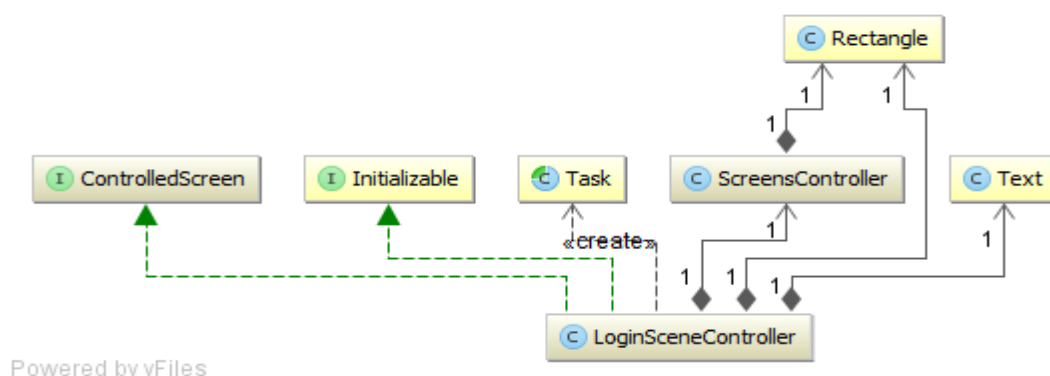 C Rectangle
1
1
1
I ControlledScreen
I Initializable
C Task
C ScreensController
C Text
«create»
1
1
1
1
1
C LoginSceneController
Powered by yFiles